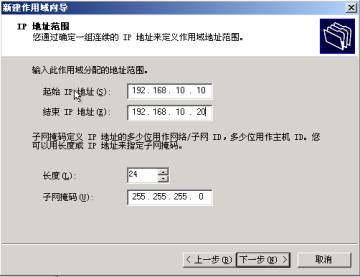 新建作用域向导
IP 地址范围
您通过确定一组连续的 IP 地址来定义作用域地址范围。
输入此作用域分配的地址范围。
起始 IP 地址(S): 192.168.10.10
结束 IP 地址(E): 192.168.10.20
子网掩码定义 IP 地址的多少位用作网络/子网 ID，多少位用作主机 ID。您
可以用长度或 IP 地址来指定子网掩码。
长度(L): 24
子网掩码(U): 255.255.255.0
< 上一步(B) 下一步(N) > 取消